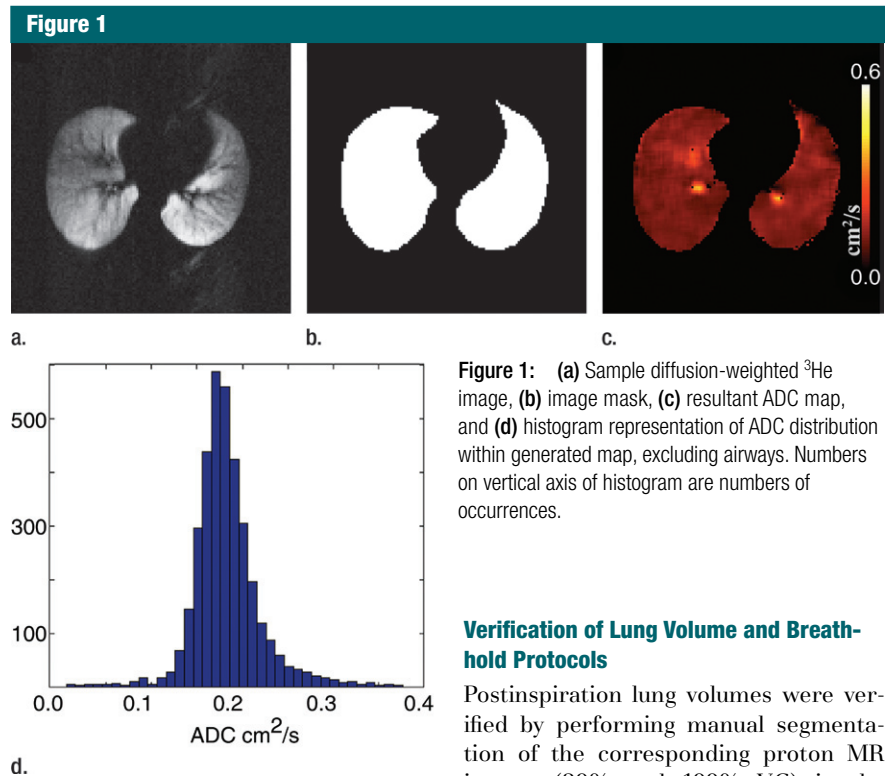 Figure 1
0.6
cm²/s
0.0
a.
b.
c.
500
300
100
0.0
0.1
0.2
0.3
0.4
ADC cm²/s
d.
Figure 1: (a) Sample diffusion-weighted ³He
image, (b) image mask, (c) resultant ADC map,
and (d) histogram representation of ADC distribution
within generated map, excluding airways. Numbers
on vertical axis of histogram are numbers of
occurrences.
Verification of Lung Volume and Breath-
hold Protocols
Postinspiration lung volumes were ver-
ified by performing manual segmenta-
tion of the corresponding proton MR